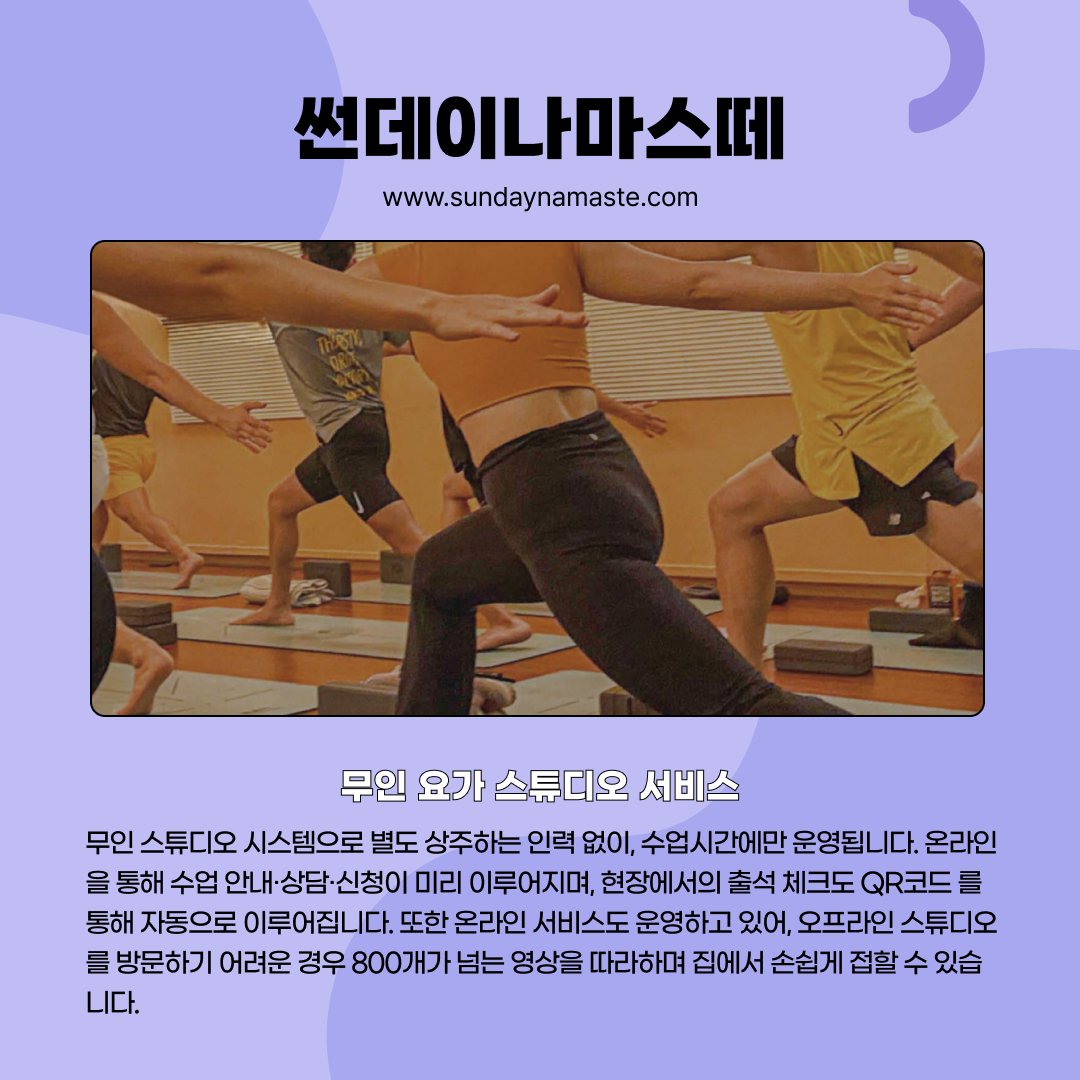 썬데이나마스떼
www.sundaynamaste.com
무인 요가 스튜디오 서비스
무인 스튜디오 시스템으로 별도 상주하는 인력 없이, 수업시간에만 운영됩니다. 온라인
을 통해 수업 안내·상담·신청이 미리 이루어지며, 현장에서의 출석 체크도 QR코드 를
통해 자동으로 이루어집니다. 또한 온라인 서비스도 운영하고 있어, 오프라인 스튜디오
를 방문하기 어려운 경우 800개가 넘는 영상을 따라하며 집에서 손쉽게 접할 수 있습
니다.